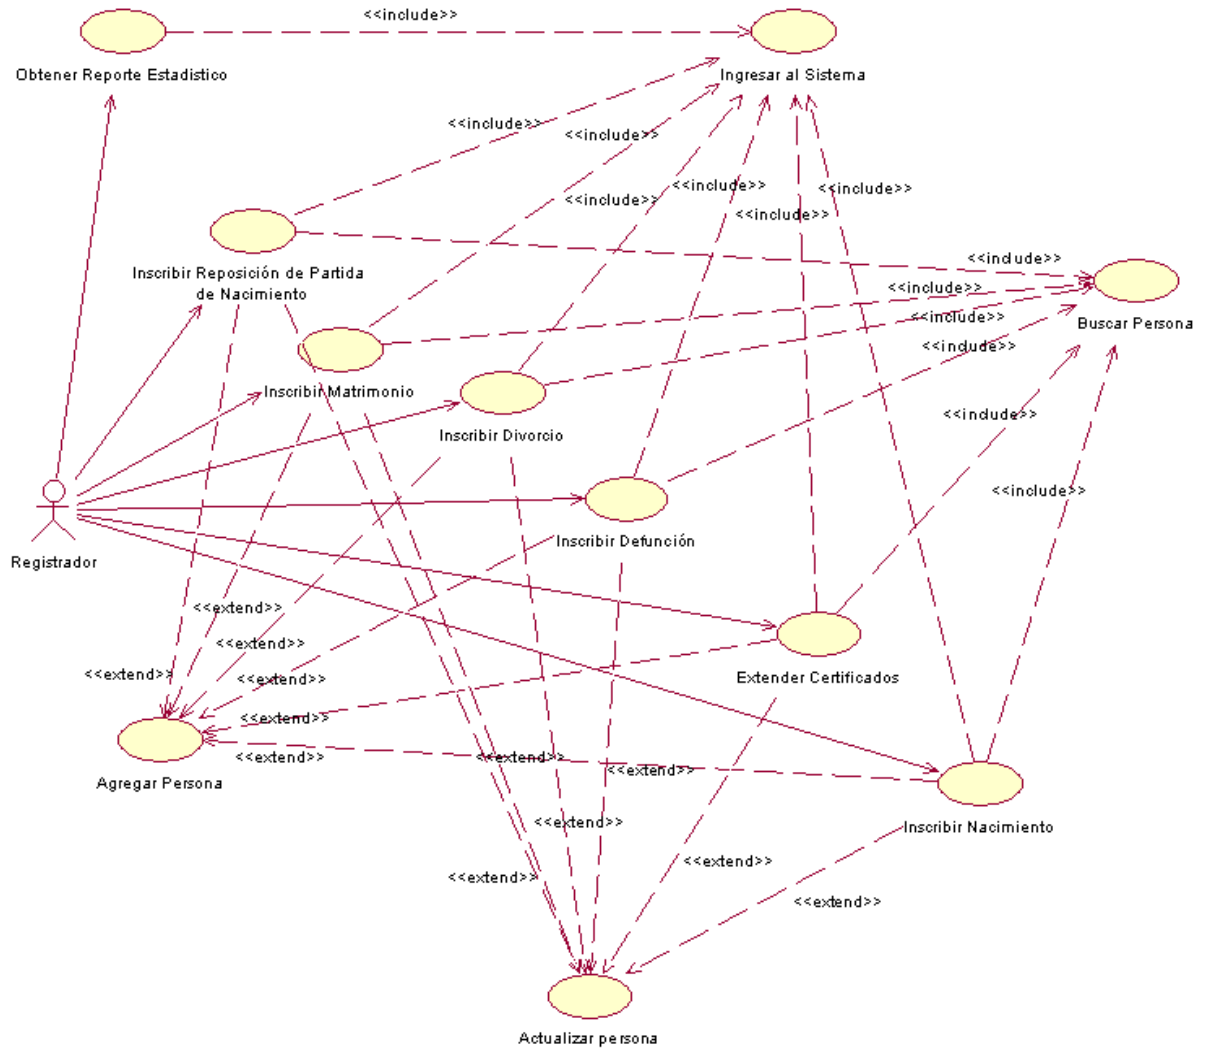 <<include>>
Obtener Reporte Estadistico
Ingresar al Sistema
<<include>>
<<include>>
<<include>>
<<include>>
<<include>>
<<include>>
<<include>>
Inscribir Reposición de Partida
de Nacimiento
<<include>>
<<include>>
Buscar Persona
<<include>>
<<include>>
Inscribir Matrimonio
<<include>>
Inscribir Divorcio
<<include>>
Inscribir Defunción
Registrador
<<extend>>
<<extend>>
<<extend>>
<<extend>>
Extender Certificados
<<extend>>
<<extend>>
<<extend>>
<<extend>>
Agregar Persona
<<extend>>
Inscribir Nacimiento
<<extend>>
<<extend>>
<<extend>>
Actualizar persona